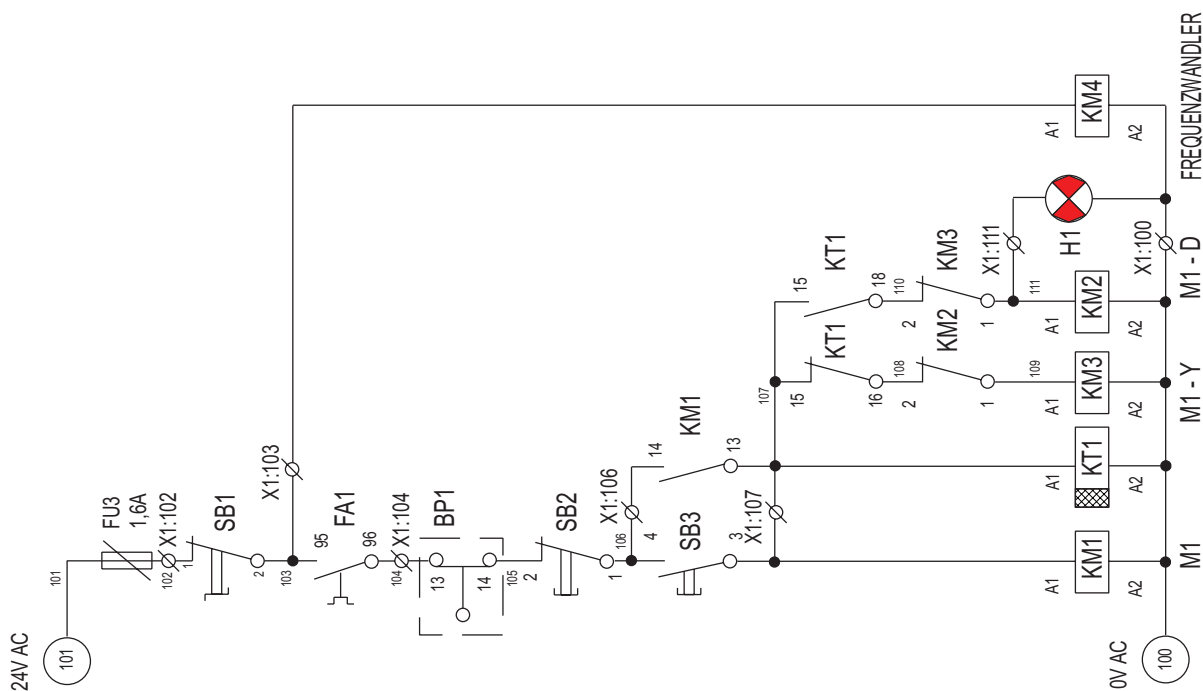 24V AC
101
101
FU3
1,6A
X1:102
102
1
SB1
2
103
X1:103
95
FA1
96
X1:104
104
13
BP1
14
105
2
SB2
1
106
X1:106
4
SB3
3
X1:107
14
KM1
13
107
15
KT1
16
108
2
KM2
1
109
15
KT1
18
110
2
KM3
1
111
X1:111
H1
X1:100
A1
KM1
A2
A1
KT1
A2
A1
KM3
A2
A1
KM2
A2
A1
KM4
A2
0V AC
100
M1
M1 - Y
M1 - D
FREQUENZWANDLER